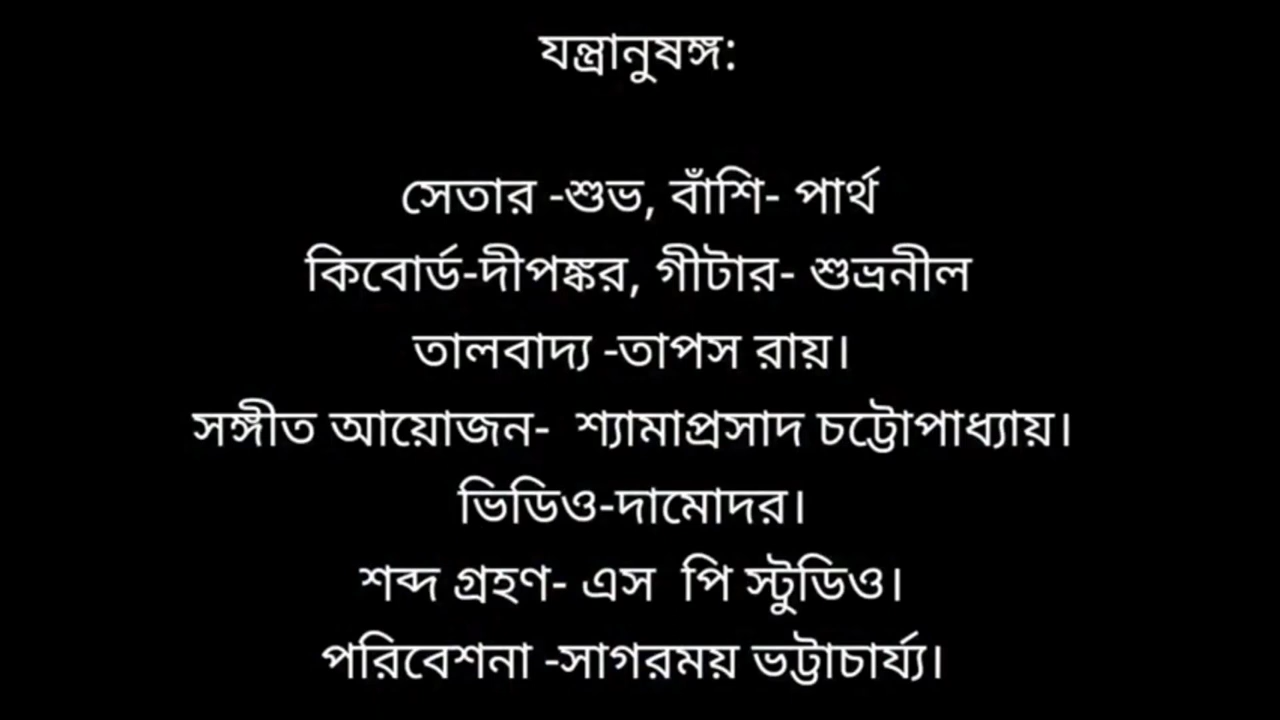 যন্ত্রানুষঙ্গ:
সেতার -শুভ, বাঁশি- পার্থ
কিবোর্ড-দীপঙ্কর, গীটার- শুভ্রনীল
তালবাদ্য -তাপস রায়।
সঙ্গীত আয়োজন-  শ্যামাপ্রসাদ চট্টোপাধ্যায়।
ভিডিও-দামোদর।
শব্দ গ্রহণ- এস  পি স্টুডিও।
পরিবেশনা -সাগরময় ভট্টাচার্য্য।